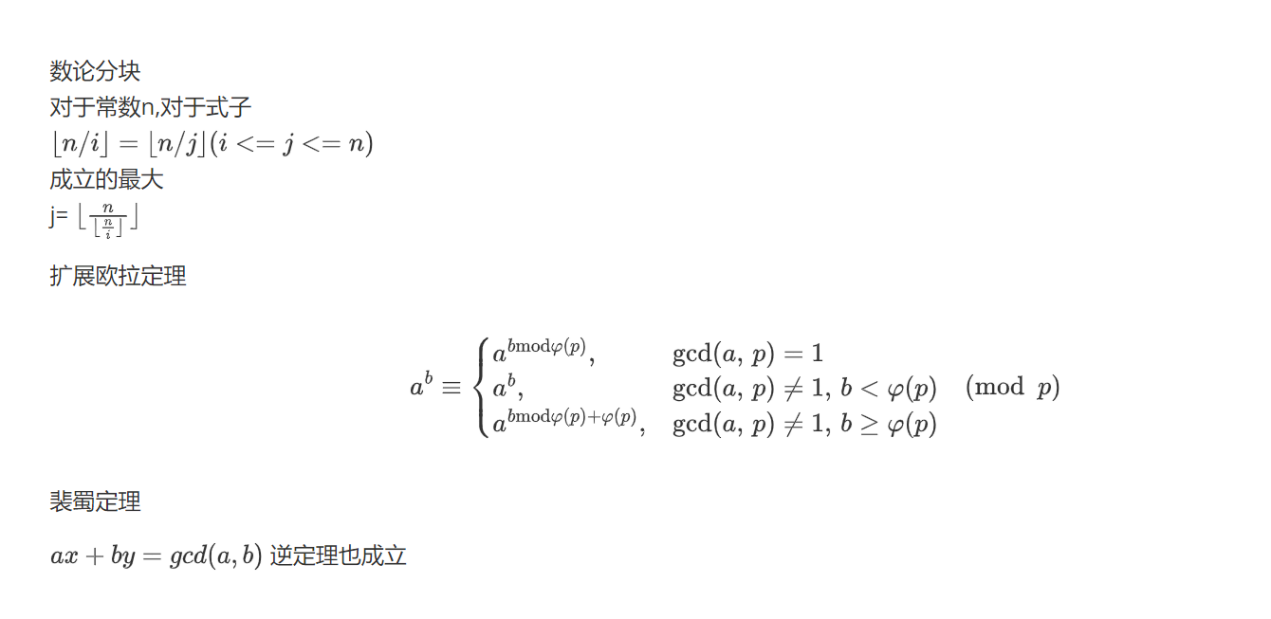 数论分块
对于常数n,对于式子
⌊n/i⌋ = ⌊n/j⌋(i <= j <= n)
成立的最大
j= ⌊n/⌊n/i⌋⌋
扩展欧拉定理
a^b ≡ { a^{b mod φ(p)}, gcd(a, p) = 1
a^b, gcd(a, p) ≠ 1, b < φ(p) (mod p)
a^{b mod φ(p)+φ(p)}, gcd(a, p) ≠ 1, b ≥ φ(p)
裴蜀定理
ax + by = gcd(a, b) 逆定理也成立